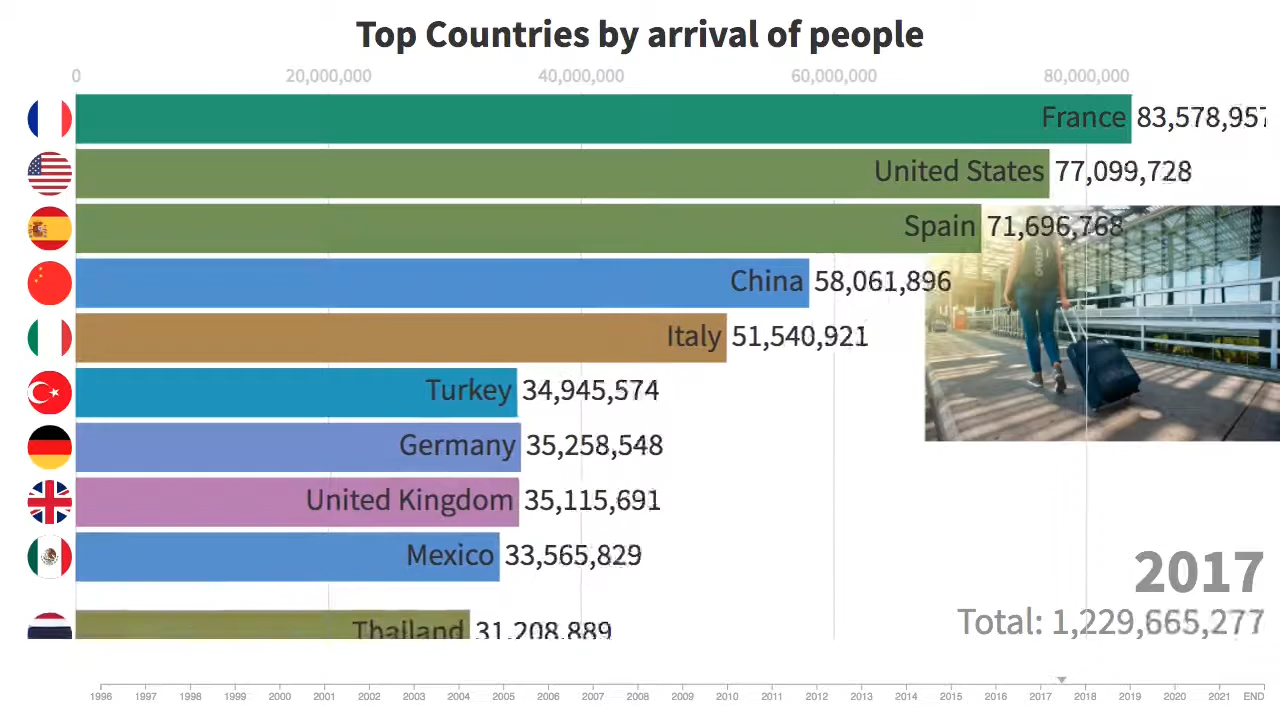 Top Countries by arrival of people
0 20,000,000 40,000,000 60,000,000 80,000,000
France 83,578,957
United States 77,099,728
Spain 71,696,768
China 58,061,896
Italy 51,540,921
Turkey 34,945,574
Germany 35,258,548
United Kingdom 35,115,691
Mexico 33,565,829
2017
Thailand 31,208,889
Total: 1,229,665,277
1996 1997 1998 1999 2000 2001 2002 2003 2004 2005 2006 2007 2008 2009 2010 2011 2012 2013 2014 2015 2016 2017 2018 2019 2020 2021 END